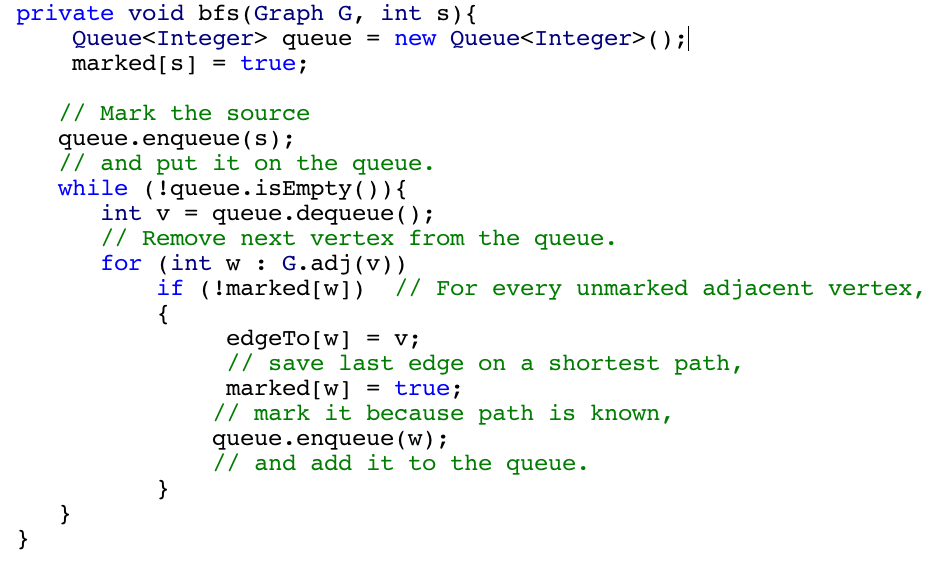 private void bfs(Graph G, int s){
Queue<Integer> queue = new Queue<Integer>();
marked[s] = true;
// Mark the source
queue.enqueue(s);
// and put it on the queue.
while (!queue.isEmpty()){
int v = queue.dequeue();
// Remove next vertex from the queue.
for (int w : G.adj(v))
if (!marked[w]) // For every unmarked adjacent vertex,
{
edgeTo[w] = v;
// save last edge on a shortest path,
marked[w] = true;
// mark it because path is known,
queue.enqueue(w);
// and add it to the queue.
}
}
}